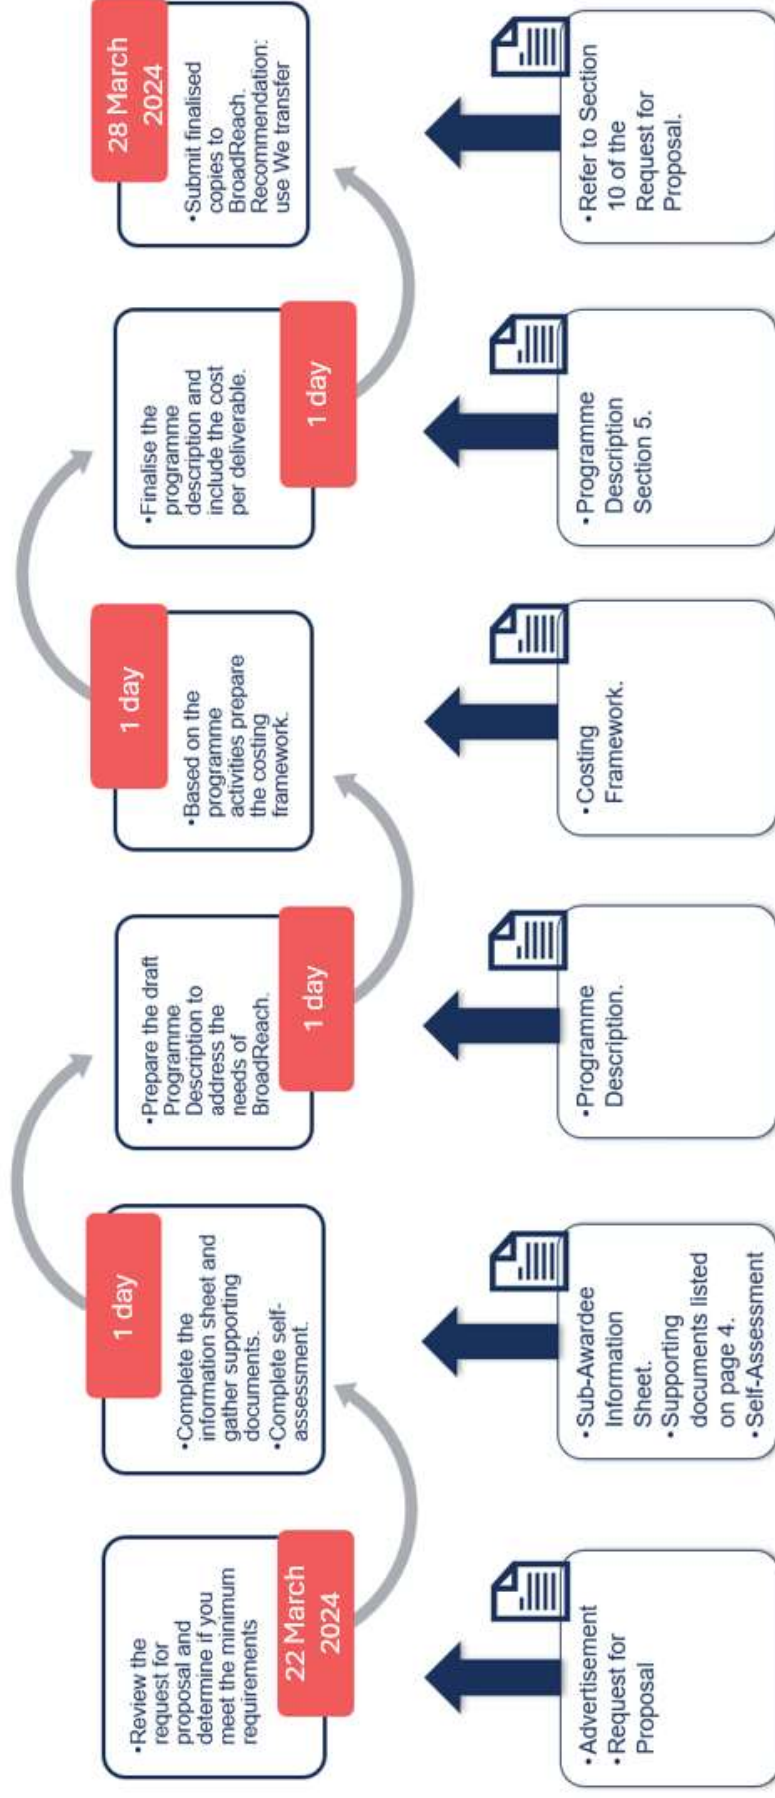 •Review the
request for
proposal and
determine if you
meet the minimum
requirements
22 March
2024
•Complete the
information sheet and
gather supporting
documents.
•Complete self-
assessment.
1 day
•Prepare the draft
Programme
Description to
address the
needs of
BroadReach.
1 day
•Based on the
programme
activities prepare
the costing
framework.
1 day
•Finalise the
programme
description and
include the cost
per deliverable.
1 day
•Submit finalised
copies to
BroadReach.
Recommendation:
use We transfer
28 March
2024
•Advertisement
•Request for
Proposal
•Sub-Awardee
Information
Sheet.
•Supporting
documents listed
on page 4.
•Self-Assessment
•Programme
Description.
•Costing
Framework.
•Programme
Description
Section 5.
•Refer to Section
10 of the
Request for
Proposal.